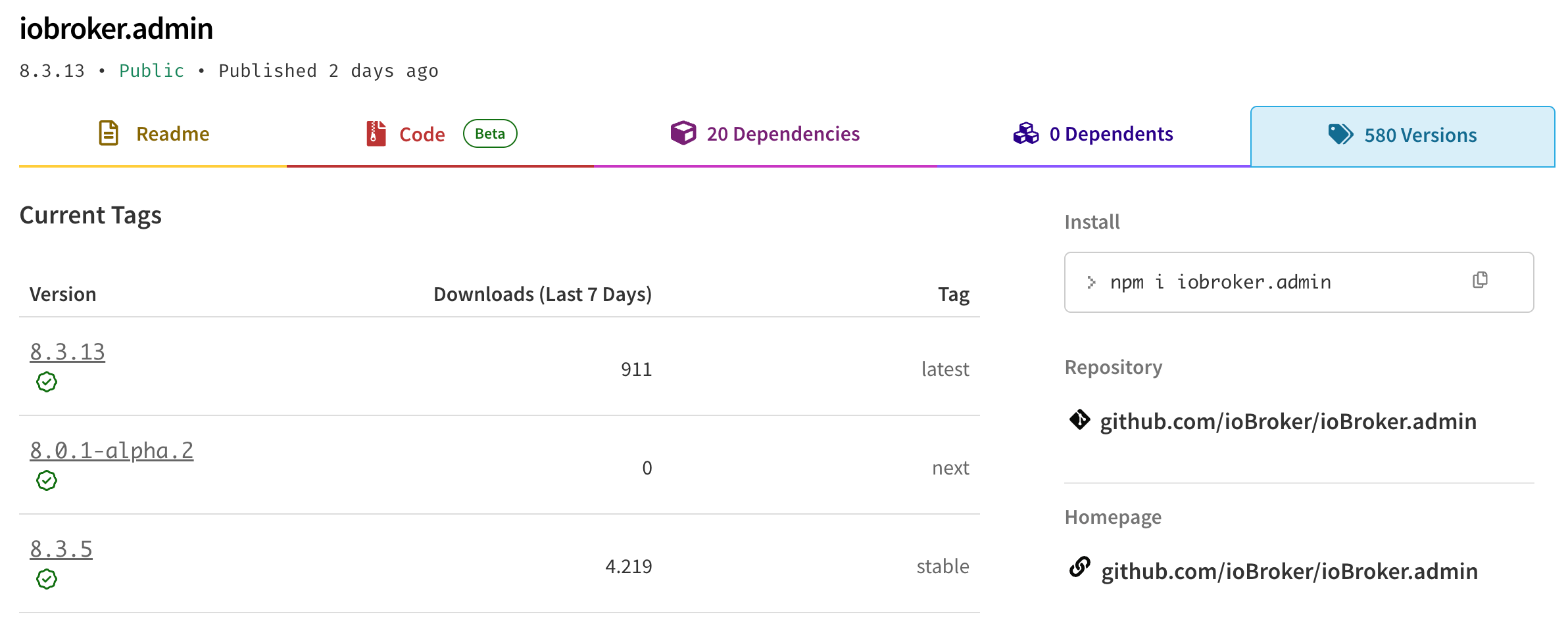 iobroker.admin
8.3.13 • Public • Published 2 days ago
Readme
Code Beta
20 Dependencies
0 Dependents
580 Versions
Current Tags
Version Downloads (Last 7 Days) Tag
8.3.13 911 latest
8.0.1-alpha.2 0 next
8.3.5 4.219 stable
Install
> npm i iobroker.admin
Repository
github.com/ioBroker/ioBroker.admin
Homepage
github.com/ioBroker/ioBroker.admin